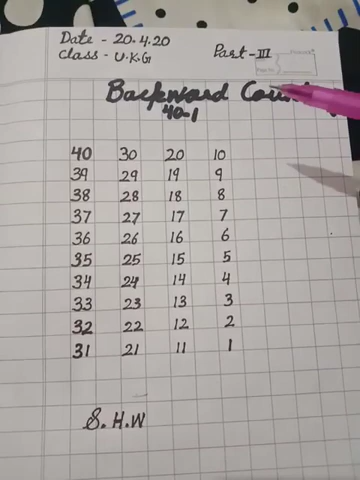 Date - 20.4.20
Class - U.K.G
Part - III
Backward
40-1
40 30 20 10
39 29 19 9
38 28 18 8
37 27 17 7
36 26 16 6
35 25 15 5
34 24 14 4
33 23 13 3
32 22 12 2
31 21 11 1
S.H.W